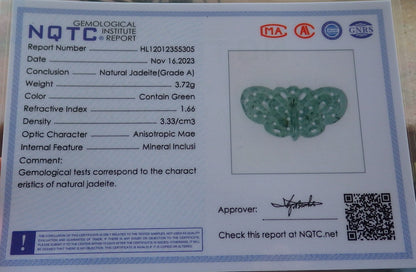 NQTC GEMOLOGICAL INSTITUTE REPORT
MA
GNRS
Report Number HL12012355305
Date Nov 16.2023
Conclusion Natural Jadeite(Grade A)
Weight 3.72g
Color Contain Green
Refractive Index 1.66
Density 3.33/cm3
Optic Character Anisotropic Mae
Internal Feature Mineral Inclusi
Comment:
Gemological tests correspond to the charact
eristics of natural jadeite.
Approver:
Check this report at NQTC.net